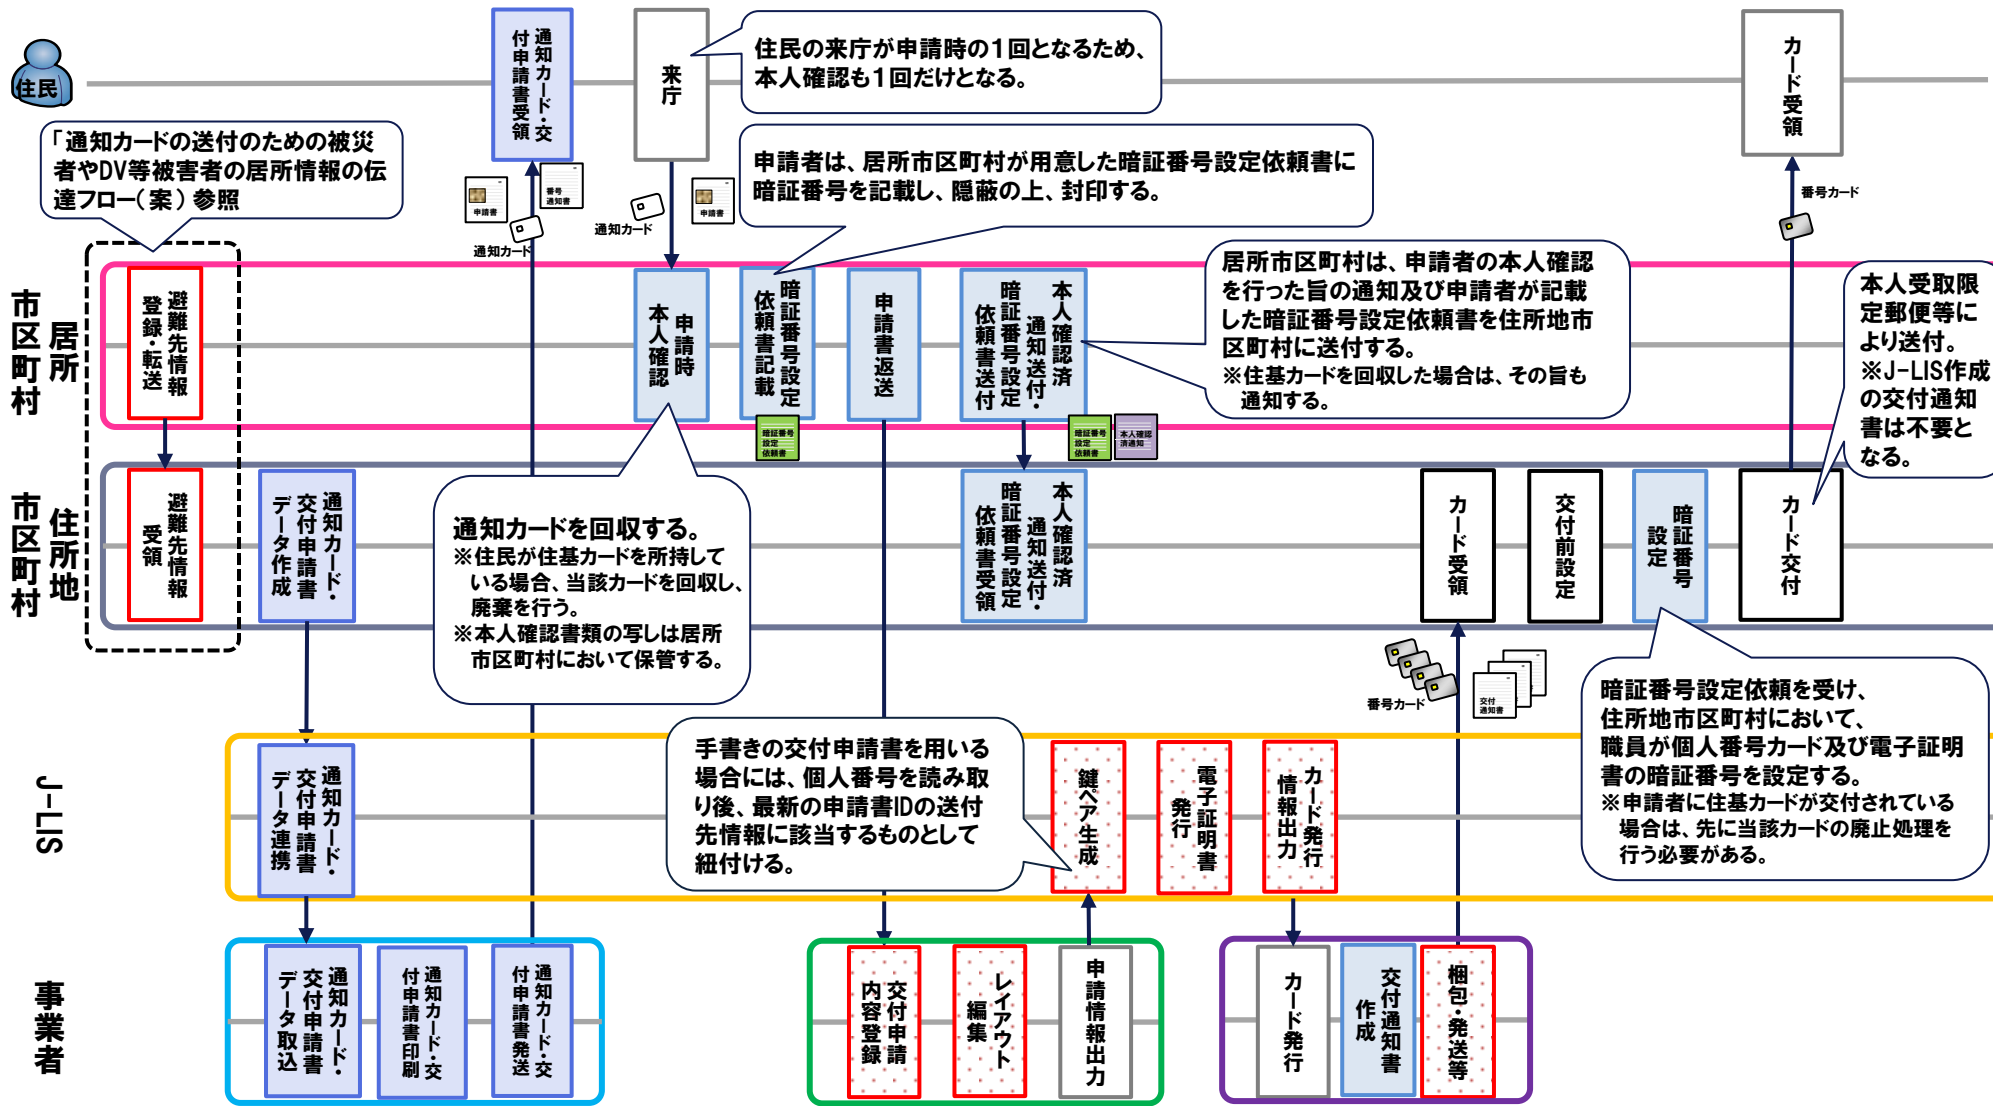 住民
通知カード・交
付申請書受領
来庁
住民の来庁が申請時の1回となるため、
本人確認も1回だけとなる。
カード受領
「通知カードの送付のための被災
者やDV等被害者の居所情報の伝
達フロー(案)参照
申請者は、居所市区町村が用意した暗証番号設定依頼書に
暗証番号を記載し、隠蔽の上、封印する。
申請書
番号
通知書
通知カード
通知カード
申請書
番号カード
居所
市区町村
避難先情報
登録・転送
申請時
本人確認
暗証番号設定
依頼書記載
暗証番号
設定
依頼書
申請書返送
本人確認済
通知送付・
暗証番号設定
依頼書送付
暗証番号
設定
依頼書
本人確認
済通知
居所市区町村は、申請者の本人確認
を行った旨の通知及び申請者が記載
した暗証番号設定依頼書を住所地市
区町村に送付する。
※住基カードを回収した場合は、その旨も
通知する。
本人受取限
定郵便等に
より送付。
※J-LIS作成
の交付通知
書は不要と
なる。
住所地
市区町村
避難先情報
受領
通知カード・
交付申請書
データ作成
通知カードを回収する。
※住民が住基カードを所持して
いる場合、当該カードを回収し、
廃棄を行う。
※本人確認書類の写しは居所
市区町村において保管する。
本人確認済
通知送付・
暗証番号設定
依頼書受領
カード受領
交付前設定
暗証番号
設定
カード交付
番号カード
交付
通知書
暗証番号設定依頼を受け、
住所地市区町村において、
職員が個人番号カード及び電子証明
書の暗証番号を設定する。
※申請者に住基カードが交付されている
場合は、先に当該カードの廃止処理を
行う必要がある。
J-LIS
通知カード・
交付申請書
データ連携
手書きの交付申請書を用いる
場合には、個人番号を読み取
り後、最新の申請書IDの送付
先情報に該当するものとして
紐付ける。
鍵ペア生成
電子証明書
発行
カード発行
情報出力
事業者
通知カード・
交付申請書
データ取込
通知カード・交
付申請書印刷
通知カード・交
付申請書発送
交付申請
内容登録
レイアウト
編集
申請情報出力
カード発行
交付通知書
作成
梱包・発送等